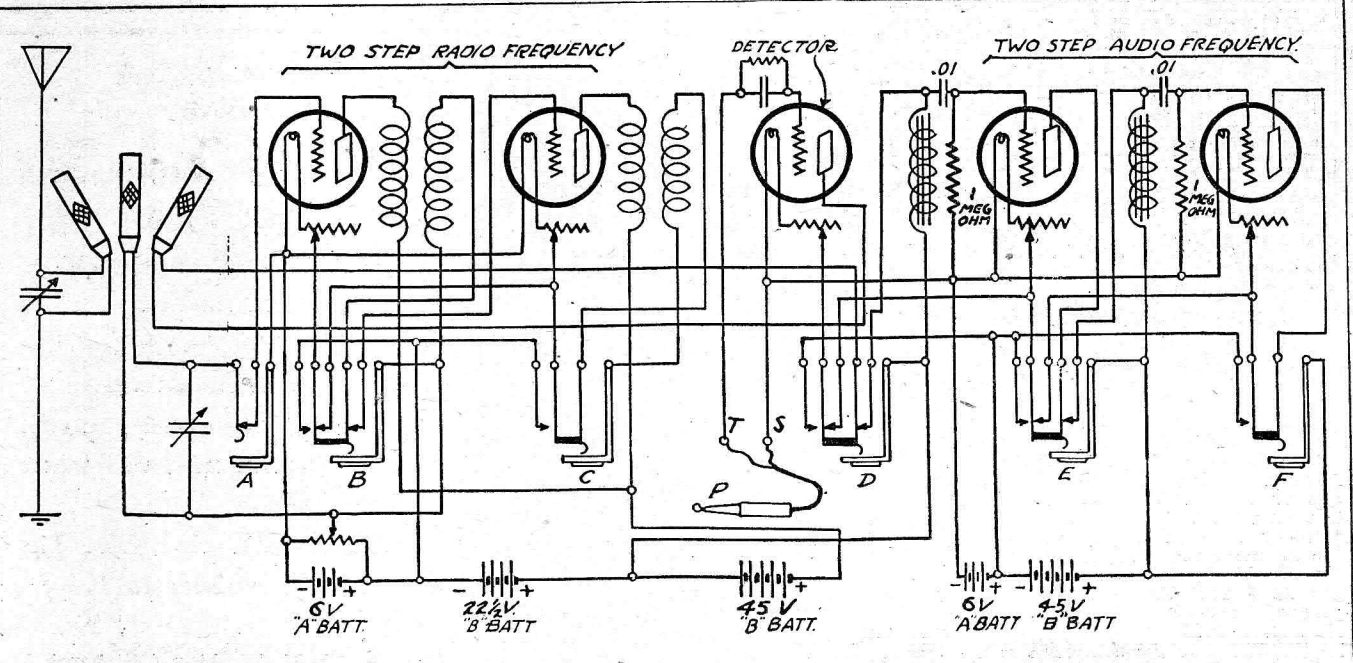 TWO STEP RADIO FREQUENCY
DETECTOR
TWO STEP AUDIO FREQUENCY.
.01
.01
1
MEG
OHM
1
MEG
OHM
T
S
P
A
B
C
D
E
F
- +
6V
"A" BATT.
- +
22½V.
"B" BATT
+
45 V
"B" BATT.
- +
6V
"A" BATT
- +
45 V
"B" BATT